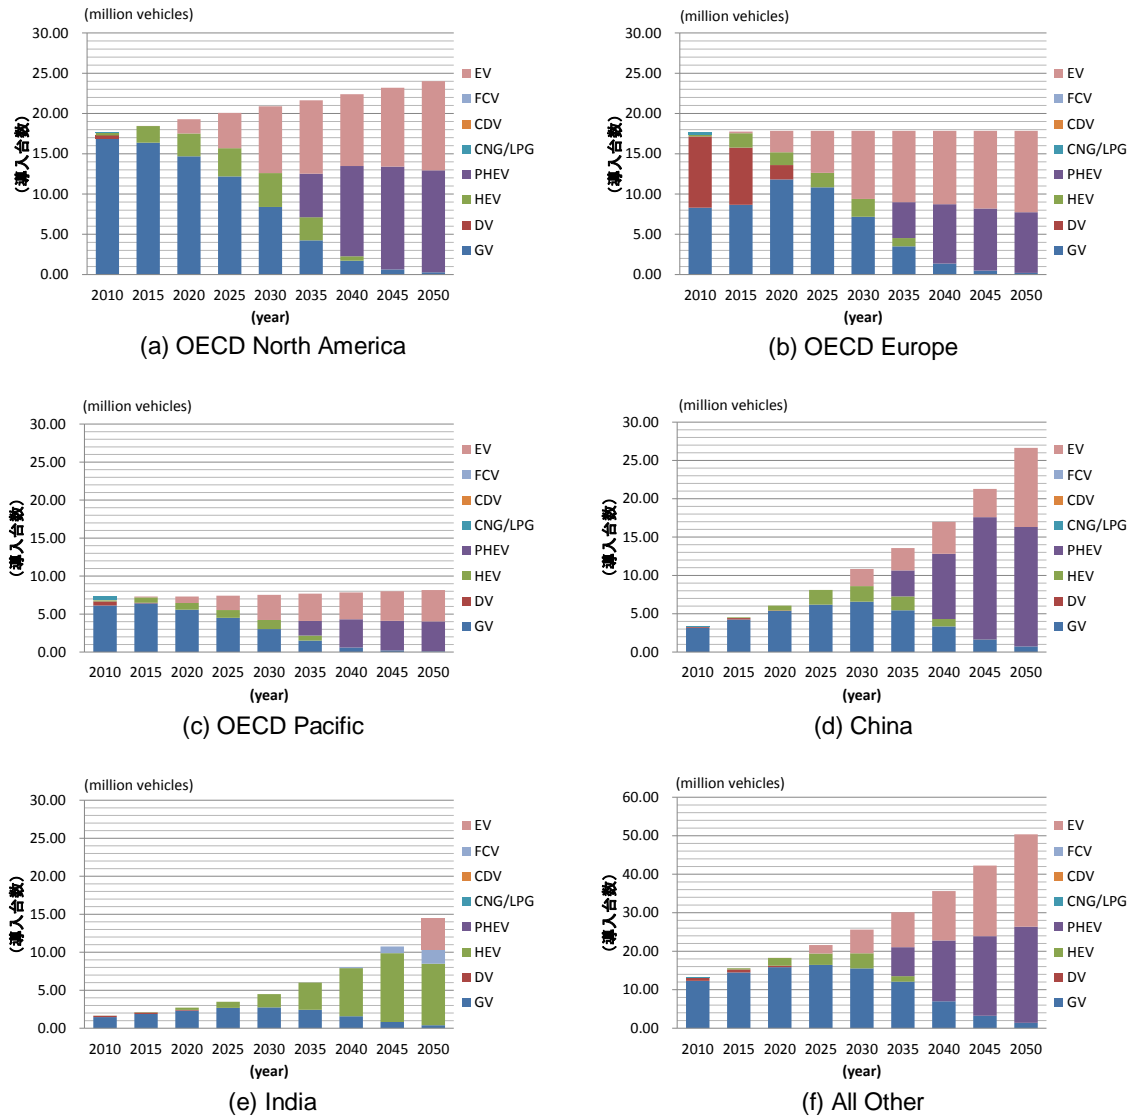 (million vehicles)
(導入台数)
30.00
25.00
20.00
15.00
10.00
5.00
0.00
2010 2015 2020 2025 2030 2035 2040 2045 2050
(year)
EV
FCV
CDV
CNG/LPG
PHEV
HEV
DV
GV
(a) OECD North America
(million vehicles)
(導入台数)
30.00
25.00
20.00
15.00
10.00
5.00
0.00
2010 2015 2020 2025 2030 2035 2040 2045 2050
(year)
EV
FCV
CDV
CNG/LPG
PHEV
HEV
DV
GV
(b) OECD Europe
(million vehicles)
(導入台数)
30.00
25.00
20.00
15.00
10.00
5.00
0.00
2010 2015 2020 2025 2030 2035 2040 2045 2050
(year)
EV
FCV
CDV
CNG/LPG
PHEV
HEV
DV
GV
(c) OECD Pacific
(million vehicles)
(導入台数)
30.00
25.00
20.00
15.00
10.00
5.00
0.00
2010 2015 2020 2025 2030 2035 2040 2045 2050
(year)
EV
FCV
CDV
CNG/LPG
PHEV
HEV
DV
GV
(d) China
(million vehicles)
(導入台数)
30.00
25.00
20.00
15.00
10.00
5.00
0.00
2010 2015 2020 2025 2030 2035 2040 2045 2050
(year)
EV
FCV
CDV
CNG/LPG
PHEV
HEV
DV
GV
(e) India
(million vehicles)
(導入台数)
60.00
50.00
40.00
30.00
20.00
10.00
0.00
2010 2015 2020 2025 2030 2035 2040 2045 2050
(year)
EV
FCV
CDV
CNG/LPG
PHEV
HEV
DV
GV
(f) All Other